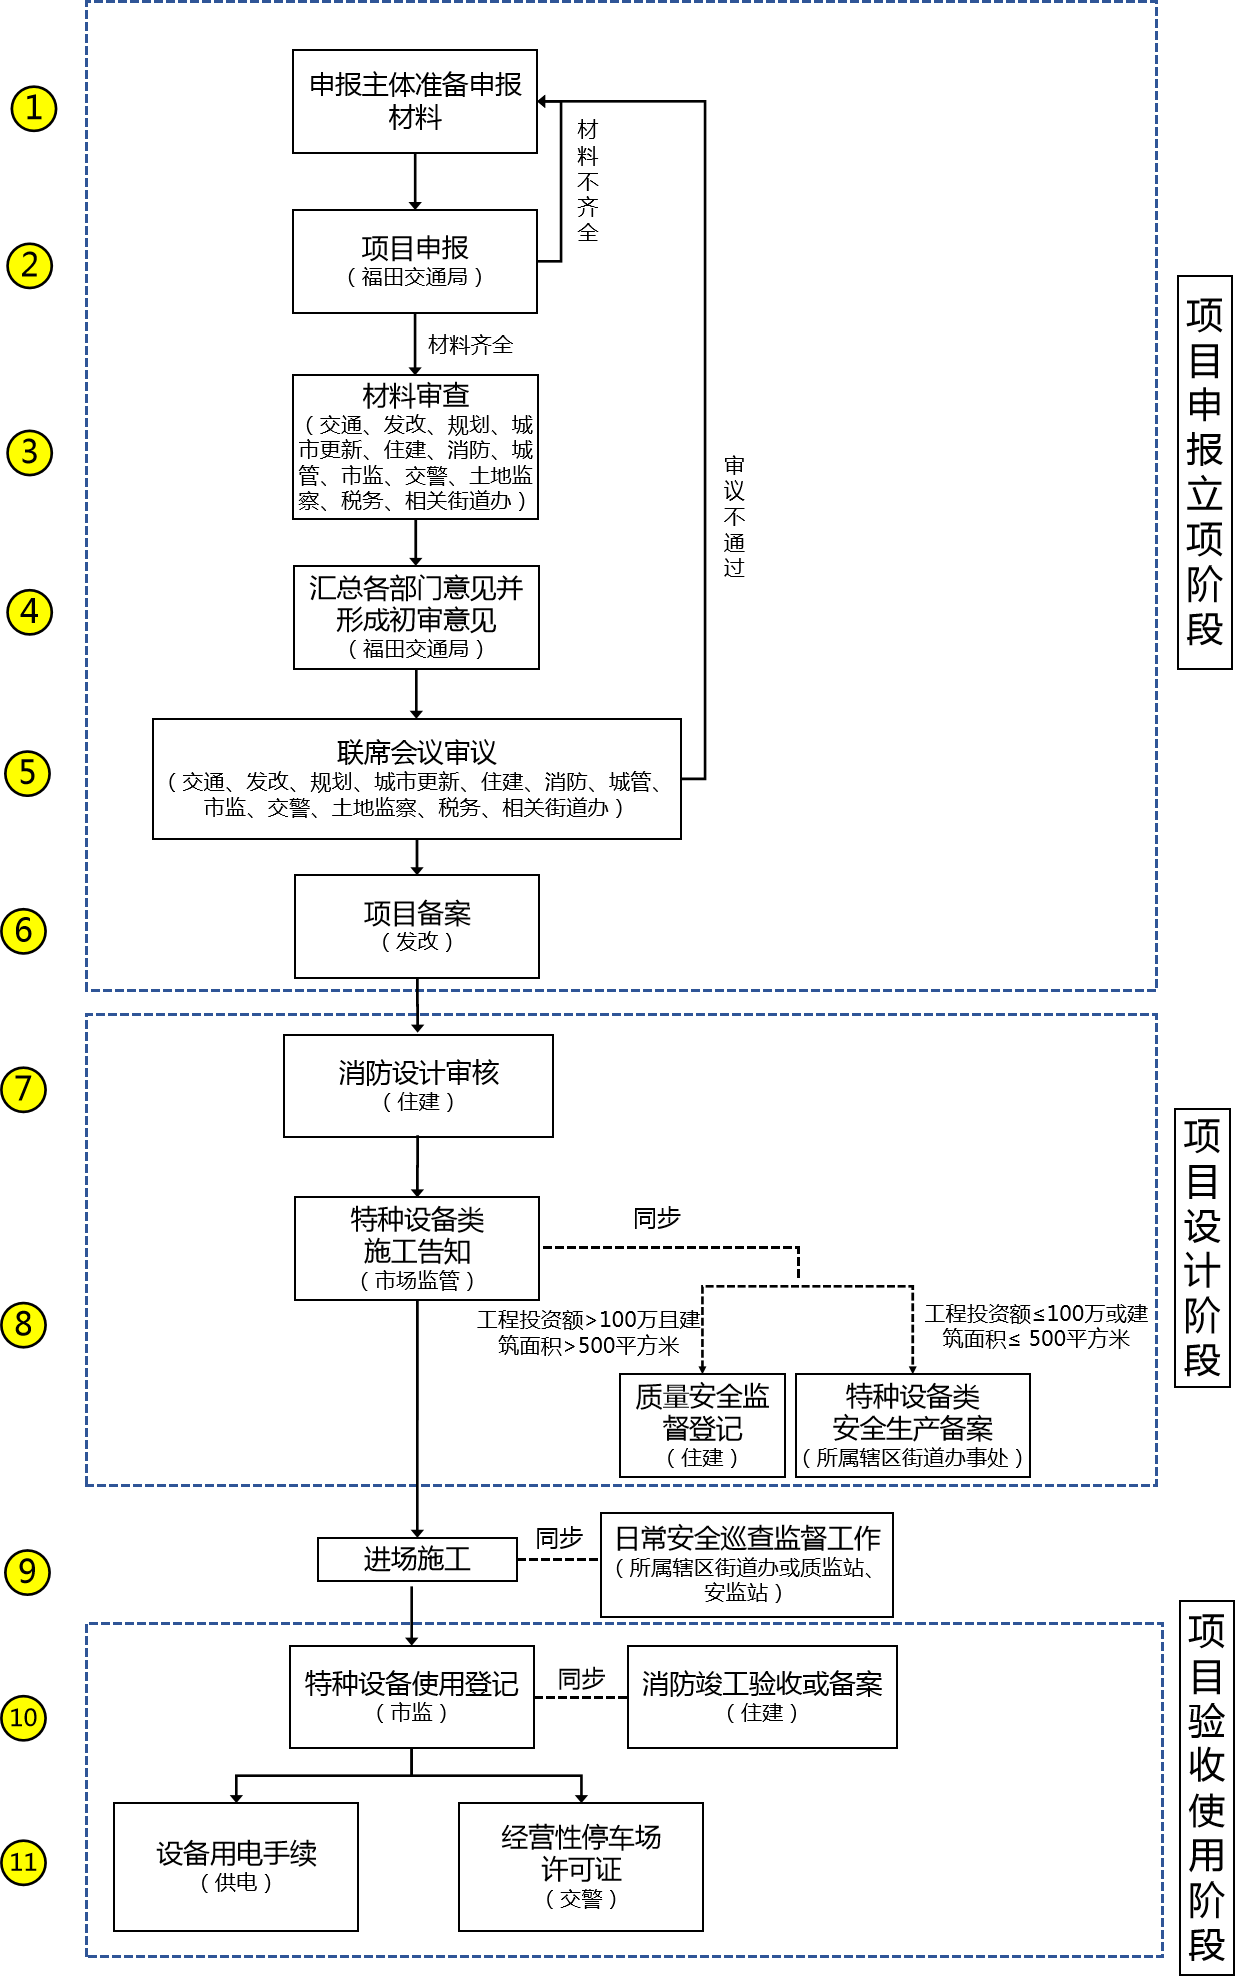 1
申报主体准备申报
材料
材
料
不
齐
全
2
项目申报
（福田交通局）
材料齐全
3
材料审查
（交通、发改、规划、城
市更新、住建、消防、城
管、市监、交警、土地监
察、税务、相关街道办）
审
议
不
通
过
4
汇总各部门意见并
形成初审意见
（福田交通局）
5
联席会议审议
（交通、发改、规划、城市更新、住建、消防、城管、
市监、交警、土地监察、税务、相关街道办）
6
项目备案
（发改）
项
目
申
报
立
项
阶
段
7
消防设计审核
（住建）
特种设备类
施工告知
（市场监管）
同步
8
工程投资额>100万且建
筑面积>500平方米
工程投资额≤100万或建
筑面积≤ 500平方米
质量安全监
督登记
（住建）
特种设备类
安全生产备案
（所属辖区街道办事处）
项
目
设
计
阶
段
9
进场施工
同步
日常安全巡查监督工作
（所属辖区街道办或质监站、
安监站）
10
特种设备使用登记
（市监）
同步
消防竣工验收或备案
（住建）
11
设备用电手续
（供电）
经营性停车场
许可证
（交警）
项
目
验
收
使
用
阶
段